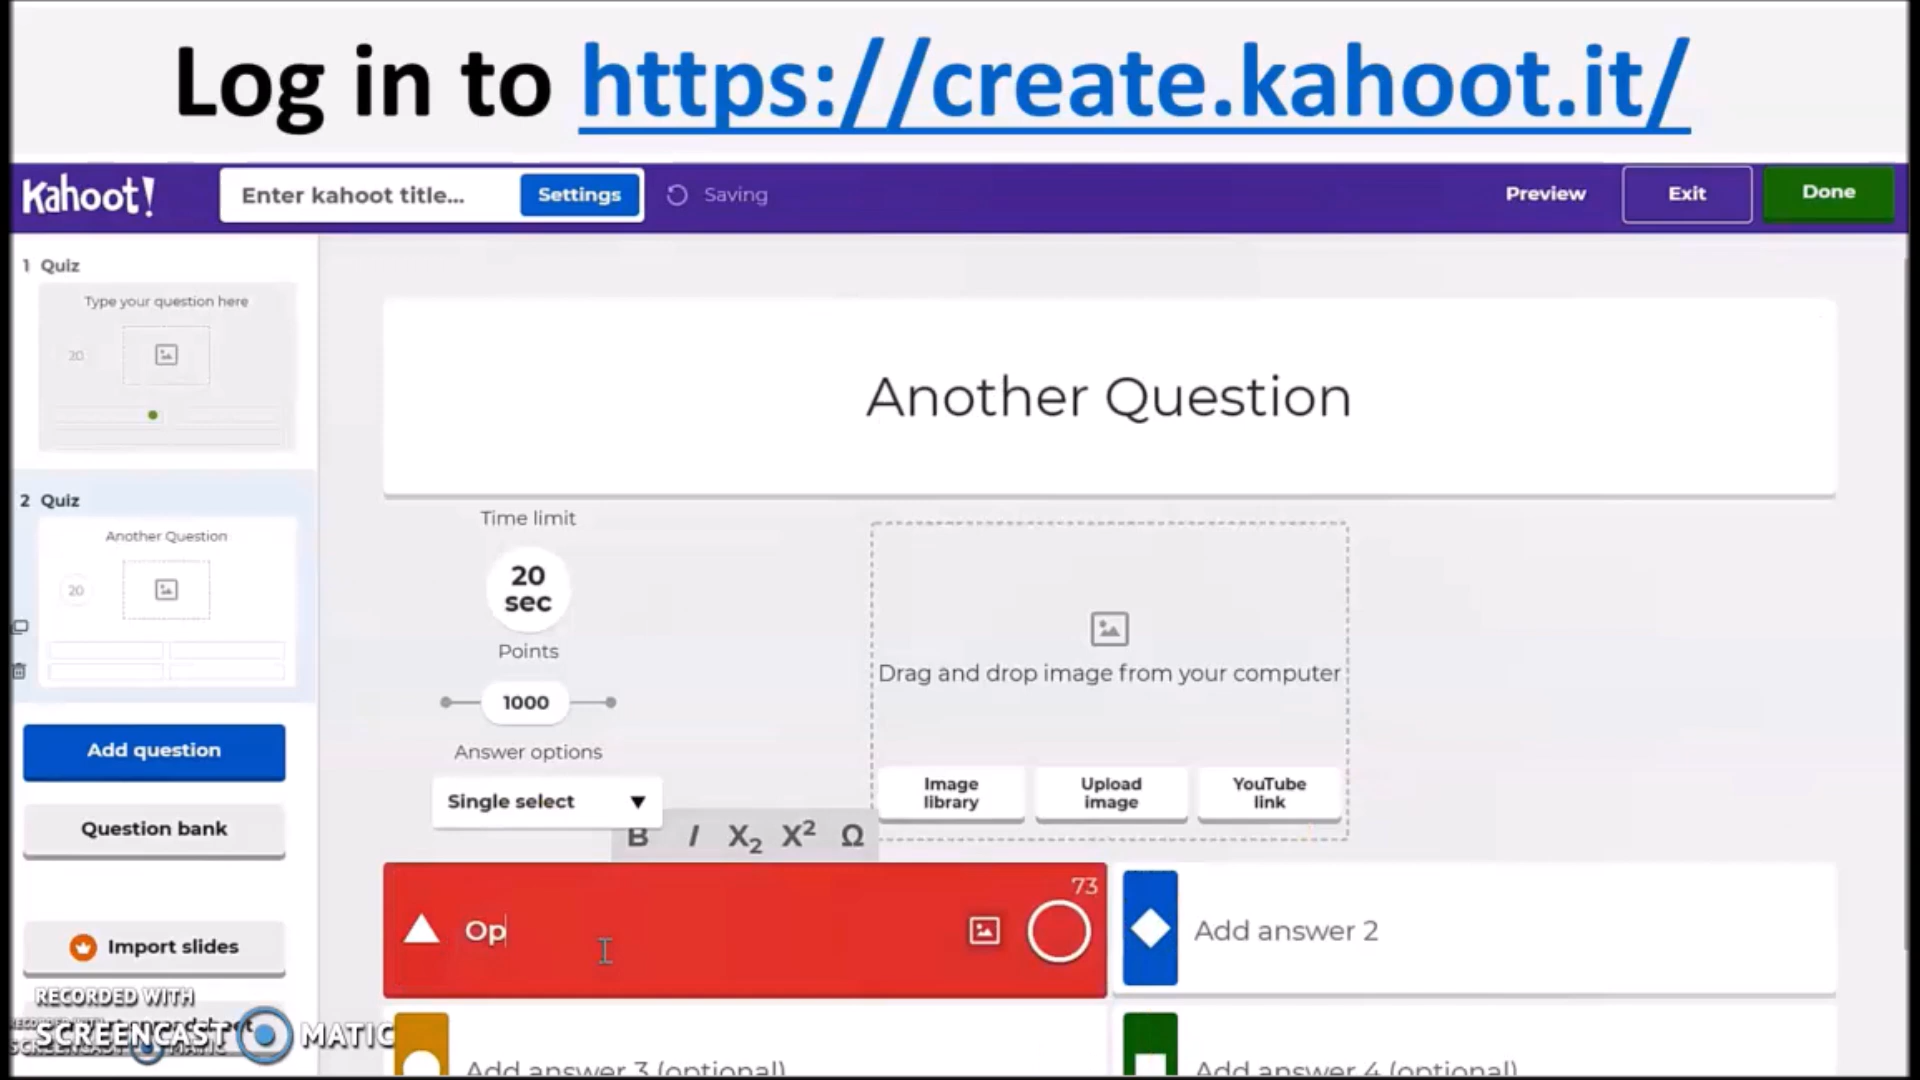 Log in to https://create.kahoot.it/
Kahoot! Enter kahoot title... Settings Saving Preview Exit Done
1 Quiz
Type your question here
20
2 Quiz
Another Question
20
Add question
Question bank
Import slides
Another Question
Time limit
20
sec
Points
1000
Answer options
Single select
Drag and drop image from your computer
Image
library
Upload
image
YouTube
link
B I X2 X² Ω
73
Op
Add answer 2
Add answer 3 (optional)
Add answer 4 (optional)
RECORDED WITH
SCREENCAST MATIC